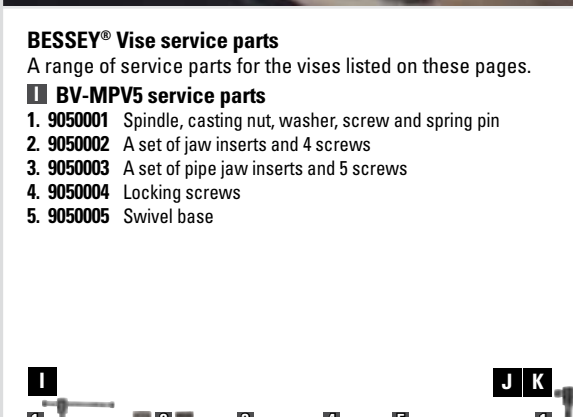 BESSEY® Vise service parts
A range of service parts for the vises listed on these pages.
I BV-MPV5 service parts
1. 9050001 Spindle, casting nut, washer, screw and spring pin
2. 9050002 A set of jaw inserts and 4 screws
3. 9050003 A set of pipe jaw inserts and 5 screws
4. 9050004 Locking screws
5. 9050005 Swivel base
I J K